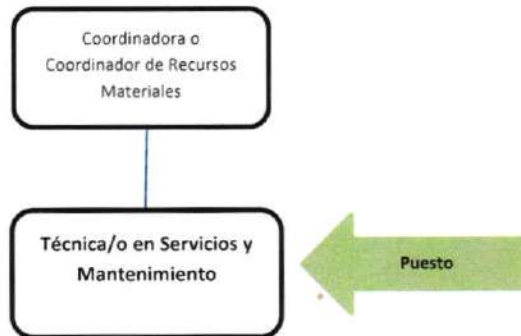 Coordinadora o
Coordinador de Recursos
Materiales
Técnica/o en Servicios y
Mantenimiento
Puesto